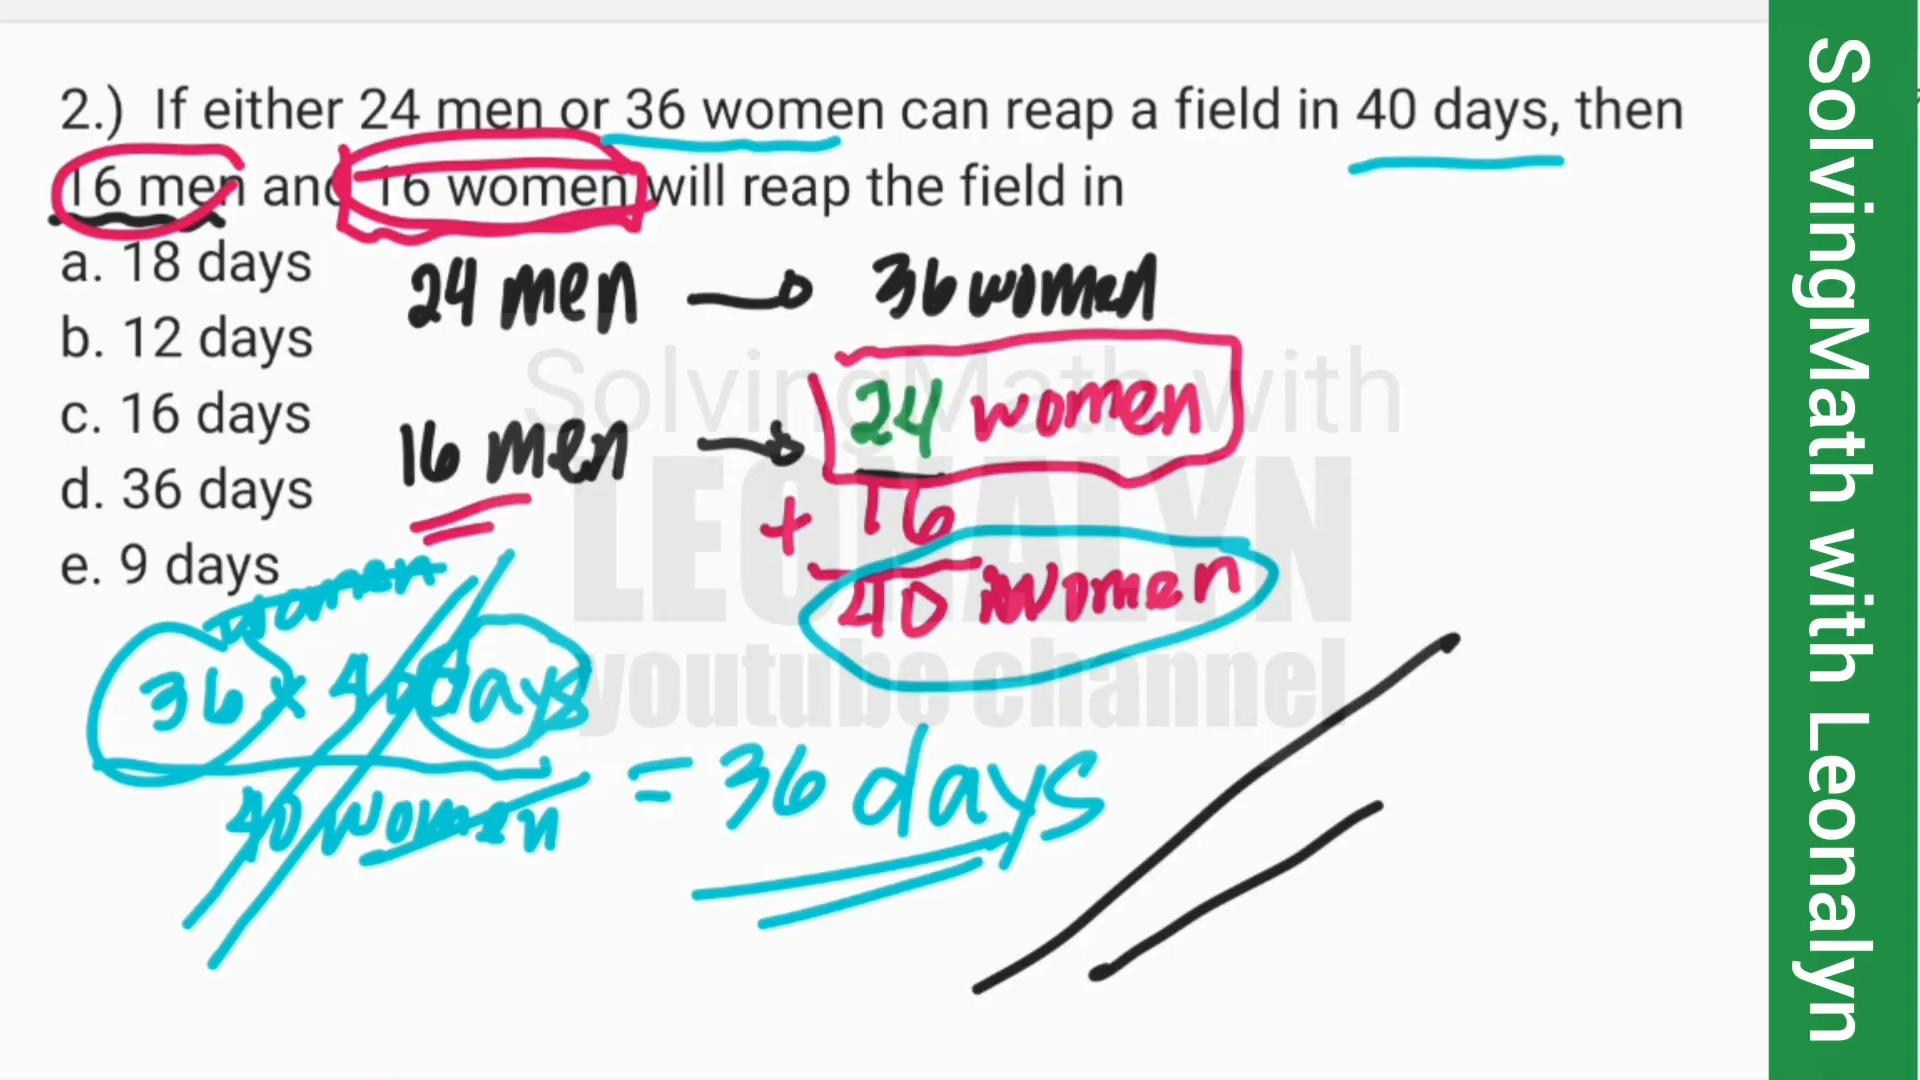 2.) If either 24 men or 36 women can reap a field in 40 days, then
16 men and 16 women will reap the field in
a. 18 days
b. 12 days
c. 16 days
d. 36 days
e. 9 days
24 men → 36 women
16 men → 24 women
+ 16
40 women
women
36 x 40 days
40 women
= 36 days
SolvingMath with
LEONALYN
youtube channel
SolvingMath with Leonalyn